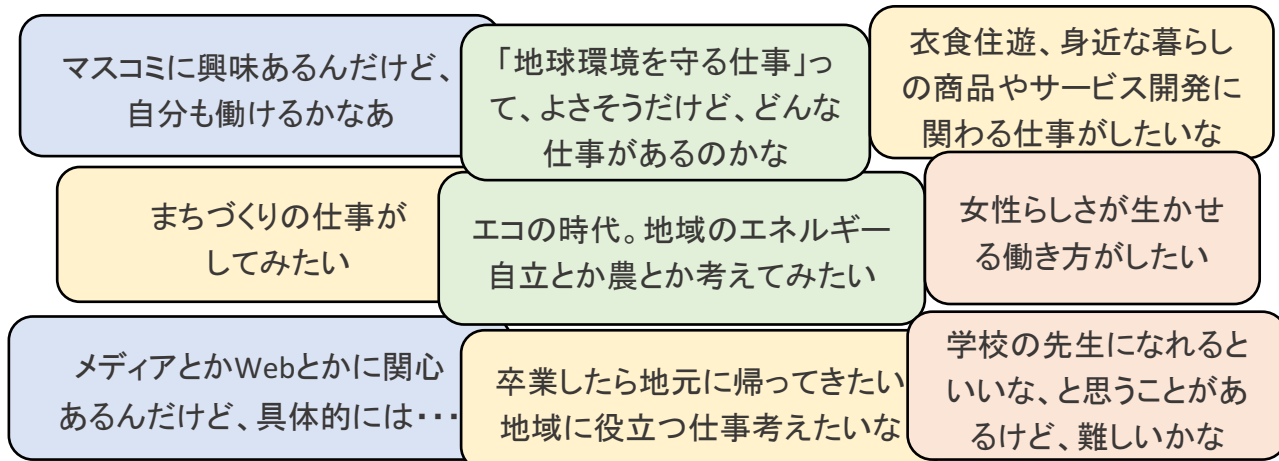 マスコミに興味あるんだけど、
自分も働けるかなあ
「地球環境を守る仕事」っ
て、よさそうだけど、どんな
仕事があるのかな
衣食住遊、身近な暮らし
の商品やサービス開発に
関わる仕事がしたいな
まちづくりの仕事が
してみたい
エコの時代。地域のエネルギー
自立とか農とか考えてみたい
女性らしさが生かせ
る働き方がしたい
メディアとかWebとかに関心
あるんだけど、具体的には・・・
卒業したら地元に帰ってきたい
地域に役立つ仕事考えたいな
学校の先生になれると
いいな、と思うことがあ
るけど、難しいかな